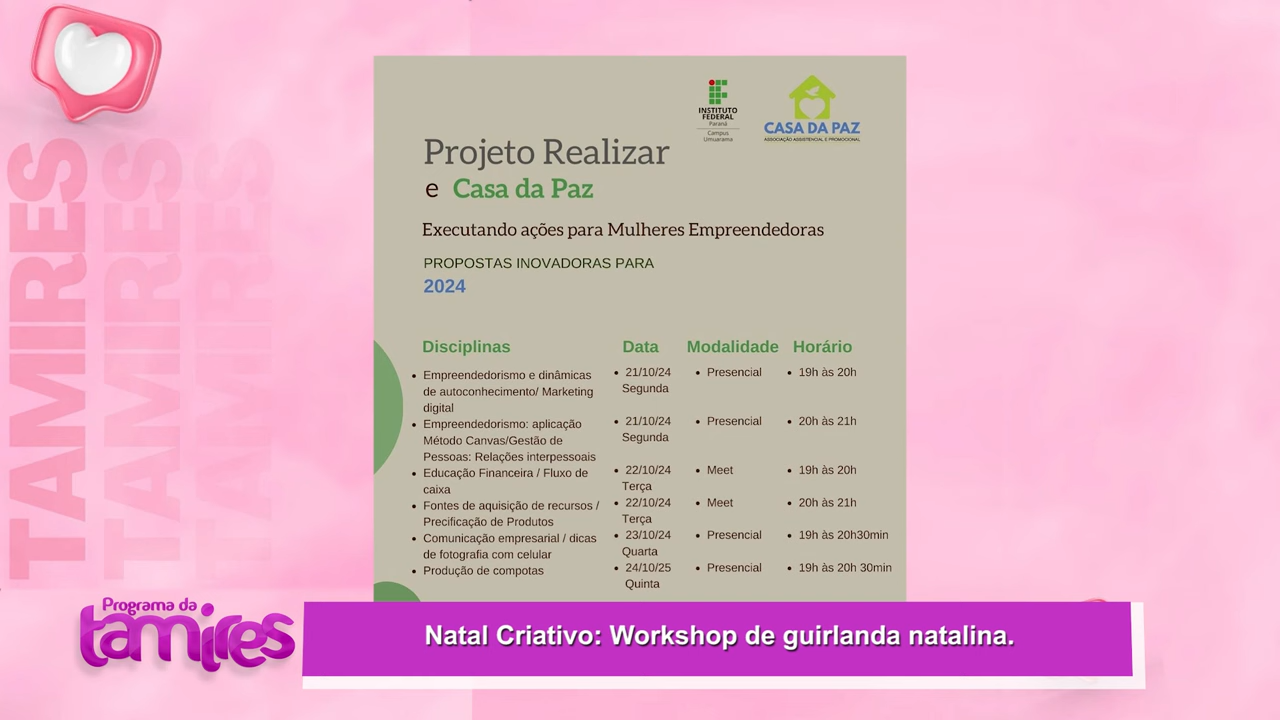 TAMIRES
TAMIRES
TAMIRES
INSTITUTO
FEDERAL
Paraná
Campus
Umuarama
CASA DA PAZ
ASSOCIAÇÃO ASSISTENCIAL E PROMOCIONAL
Projeto Realizar
e Casa da Paz
Executando ações para Mulheres Empreendedoras
PROPOSTAS INOVADORAS PARA
2024
Disciplinas Data Modalidade Horário
• Empreendedorismo e dinâmicas • 21/10/24 • Presencial • 19h às 20h
de autoconhecimento/ Marketing Segunda
digital
• Empreendedorismo: aplicação • 21/10/24 • Presencial • 20h às 21h
Método Canvas/Gestão de Segunda
Pessoas: Relações interpessoais
• Educação Financeira / Fluxo de • 22/10/24 • Meet • 19h às 20h
caixa Terça
• Fontes de aquisição de recursos / • 22/10/24 • Meet • 20h às 21h
Precificação de Produtos Terça
• Comunicação empresarial / dicas • 23/10/24 • Presencial • 19h às 20h30min
de fotografia com celular Quarta
• Produção de compotas • 24/10/25 • Presencial • 19h às 20h 30min
Quinta
Programa da
tamires
Natal Criativo: Workshop de guirlanda natalina.